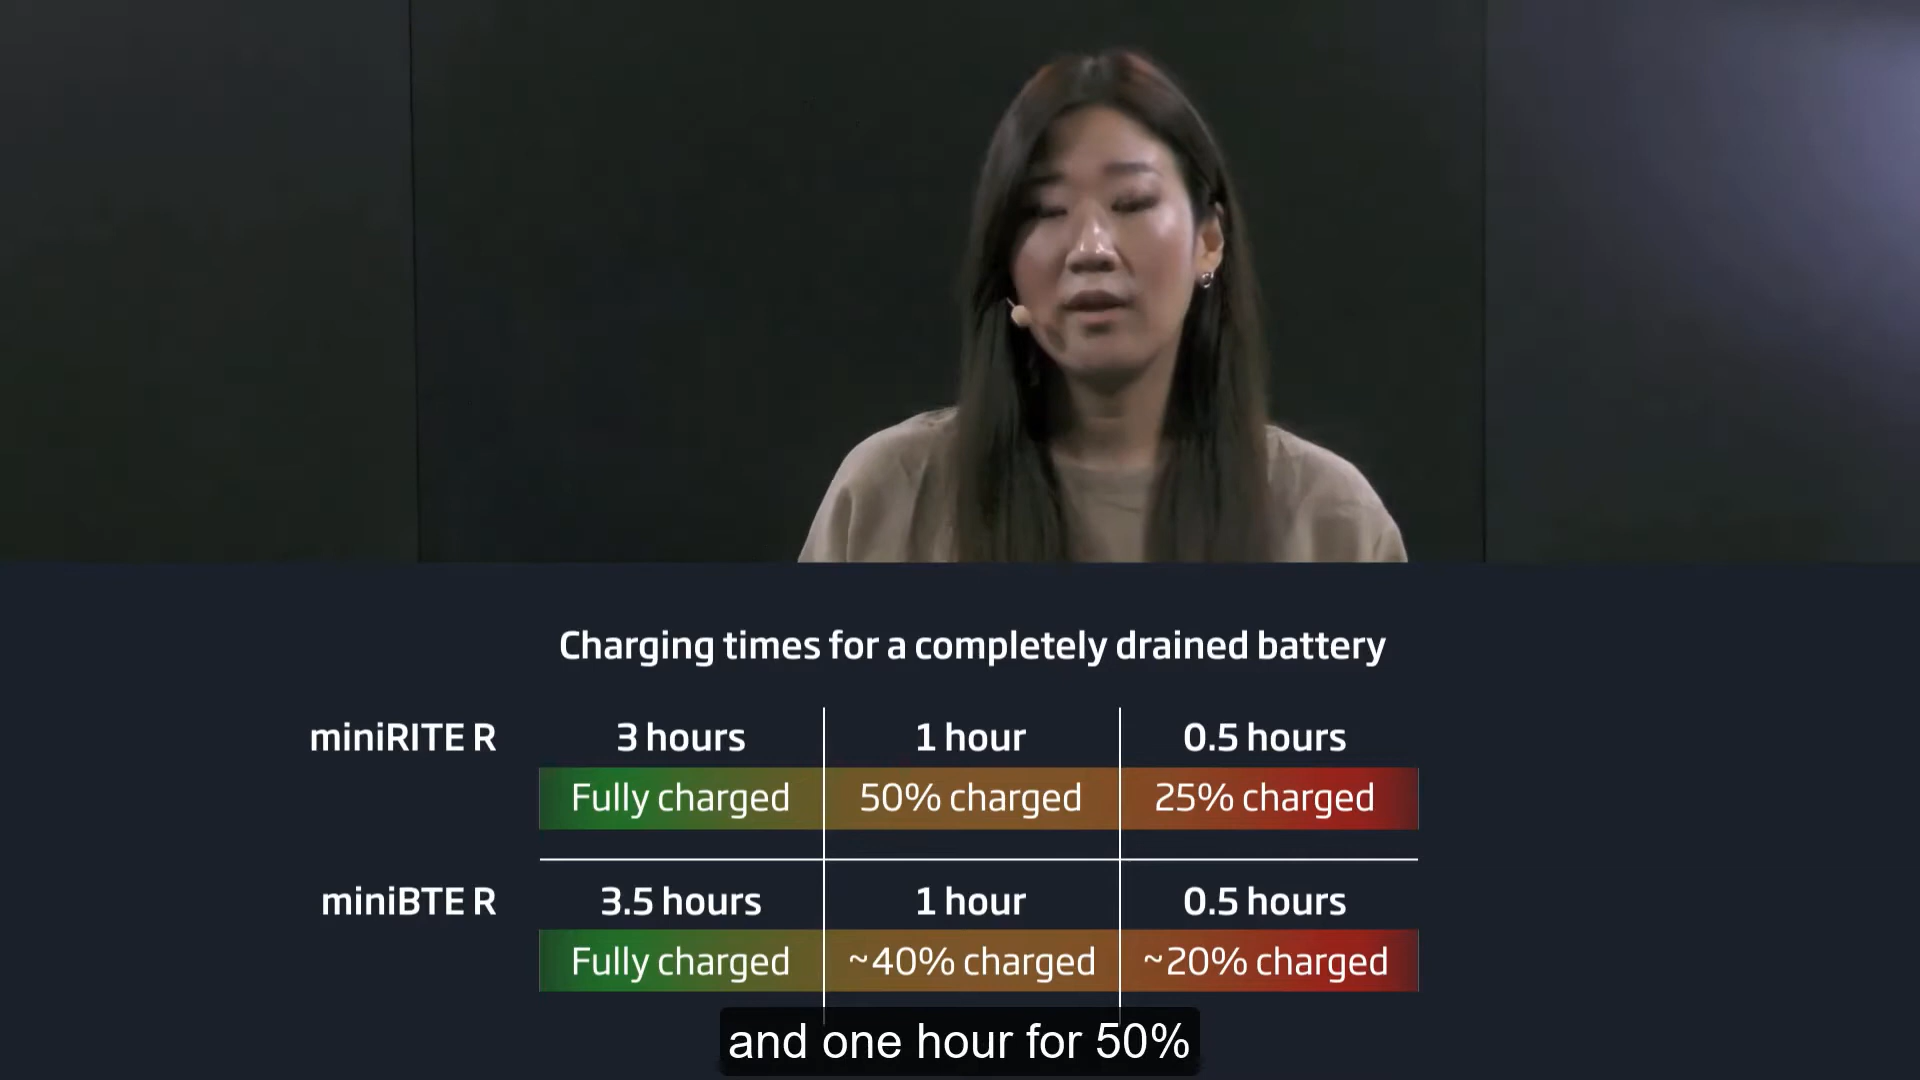 Charging times for a completely drained battery
miniRITE R 3 hours 1 hour 0.5 hours
Fully charged 50% charged 25% charged
miniBTE R 3.5 hours 1 hour 0.5 hours
Fully charged ~40% charged ~20% charged
and one hour for 50%